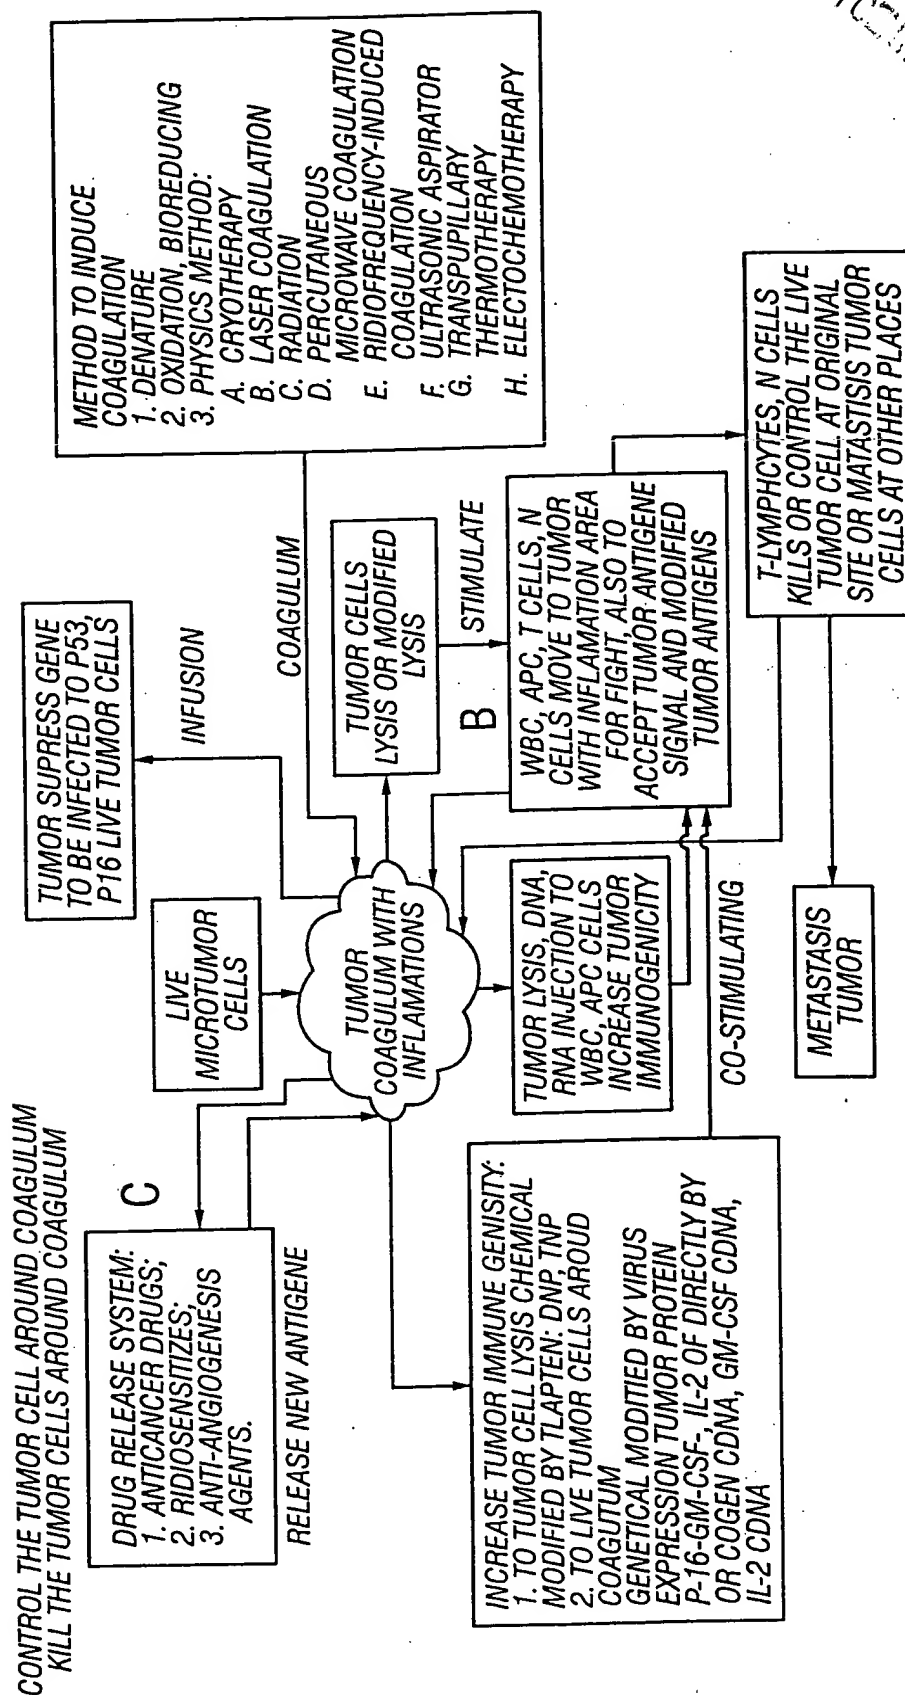 CONTROL THE TUMOR CELL AROUND COAGULUM
KILL THE TUMOR CELLS AROUND COAGULUM
C
DRUG RELEASE SYSTEM:
1. ANTICANCER DRUGS;
2. RIDIOSENSITIZES;
3. ANTI-ANGIOGENESIS
AGENTS.
RELEASE NEW ANTIGENE
LIVE
MICROTUMOR
CELLS
TUMOR SUPRESS GENE
TO BE INFECTED TO P53,
P16 LIVE TUMOR CELLS
INFUSION
COAGULUM
METHOD TO INDUCE
COAGULATION
1. DENATURE
2. OXIDATION, BIOREDUCING
3. PHYSICS METHOD:
A. CRYOTHERAPY
B. LASER COAGULATION
C. RADIATION
D. PERCUTANEOUS
MICROWAVE COAGULATION
E. RIDIOFREQUENCY-INDUCED
COAGULATION
F. ULTRASONIC ASPIRATOR
G. TRANSPUPILLARY
THERMOTHERAPY
H. ELECTOCHEMOTHERAPY
TUMOR
COAGULUM WITH
INFLAMATIONS
TUMOR CELLS
LYSIS OR MODIFIED
LYSIS
STIMULATE
B
WBC, APC, T CELLS, N
CELLS MOVE TO TUMOR
WITH INFLAMATION AREA
FOR FIGHT, ALSO TO
ACCEPT TUMOR ANTIGENE
SIGNAL AND MODIFIED
TUMOR ANTIGENS
TUMOR LYSIS, DNA,
RNA INJECTION TO
WBC, APC CELLS
INCREASE TUMOR
IMMUNOGENICITY
CO-STIMULATING
INCREASE TUMOR IMMUNE GENISITY:
1. TO TUMOR CELL LYSIS CHEMICAL
MODIFIED BY TLAPTEN: DNP, TNP
2. TO LIVE TUMOR CELLS AROUD
COAGUTUM
GENETICAL MODITIED BY VIRUS
EXPRESSION TUMOR PROTEIN
P-16-GM-CSF-, IL-2 OF DIRECTLY BY
OR COGEN CDNA, GM-CSF CDNA,
IL-2 CDNA
T-LYMPHCYTES, N CELLS
KILLS OR CONTROL THE LIVE
TUMOR CELL AT ORIGINAL
SITE OR MATASTISIS TUMOR
CELLS AT OTHER PLACES
METASTASIS
TUMOR